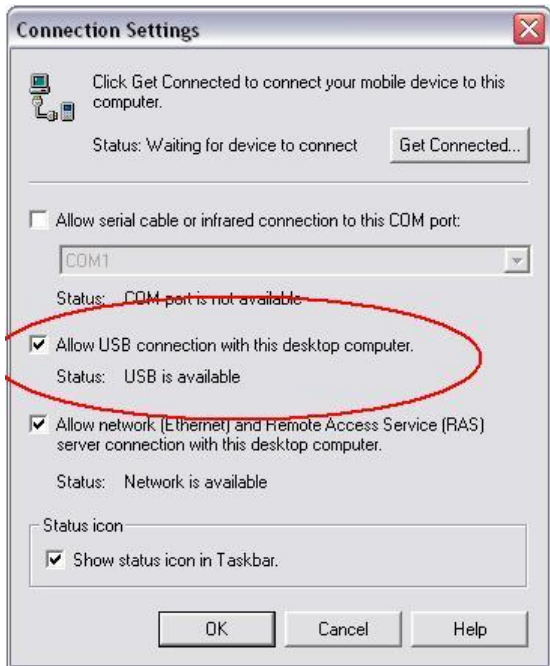 Connection Settings
Click Get Connected to connect your mobile device to this
computer.
Status: Waiting for device to connect
Get Connected...
Allow serial cable or infrared connection to this COM port:
COM1
Status: COM port is not available
Allow USB connection with this desktop computer.
Status: USB is available
Allow network (Ethernet) and Remote Access Service (RAS)
server connection with this desktop computer.
Status: Network is available
Status icon
Show status icon in Taskbar.
OK
Cancel
Help